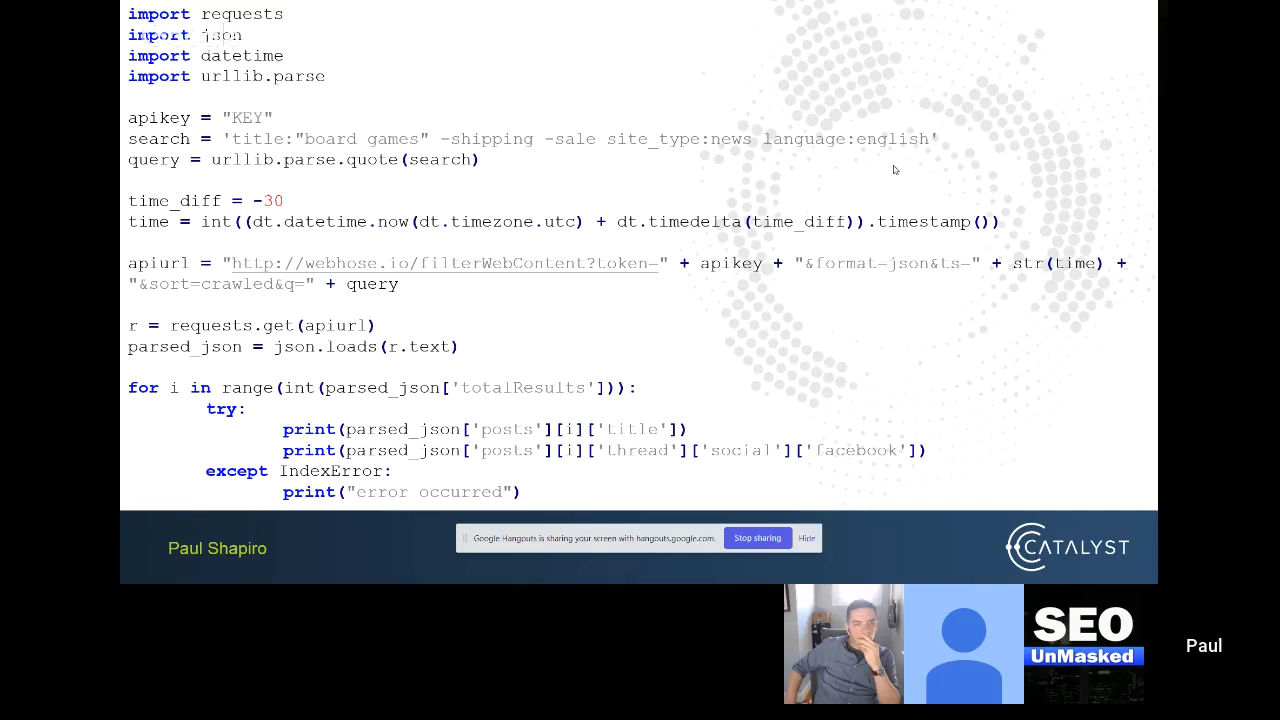 import requests
import json
import datetime
import urllib.parse
apikey = "KEY"
search = 'title:"board games" -shipping -sale site_type:news language:english'
query = urllib.parse.quote(search)
time_diff = -30
time = int((dt.datetime.now(dt.timezone.utc) + dt.timedelta(time_diff)).timestamp())
apiurl = "http://webhose.io/filterWebContent?token=" + apikey + "&format=json&ts=" + str(time) +
"&sort=crawled&q=" + query
r = requests.get(apiurl)
parsed_json = json.loads(r.text)
for i in range(int(parsed_json['totalResults'])):
try:
print(parsed_json['posts'][i]['title'])
print(parsed_json['posts'][i]['thread']['social']['facebook'])
except IndexError:
print("error occurred")
Paul Shapiro
Google Hangouts is sharing your screen with hangouts.google.com.
Stop sharing
Hide
CATALYST
SEO
UnMasked
Paul